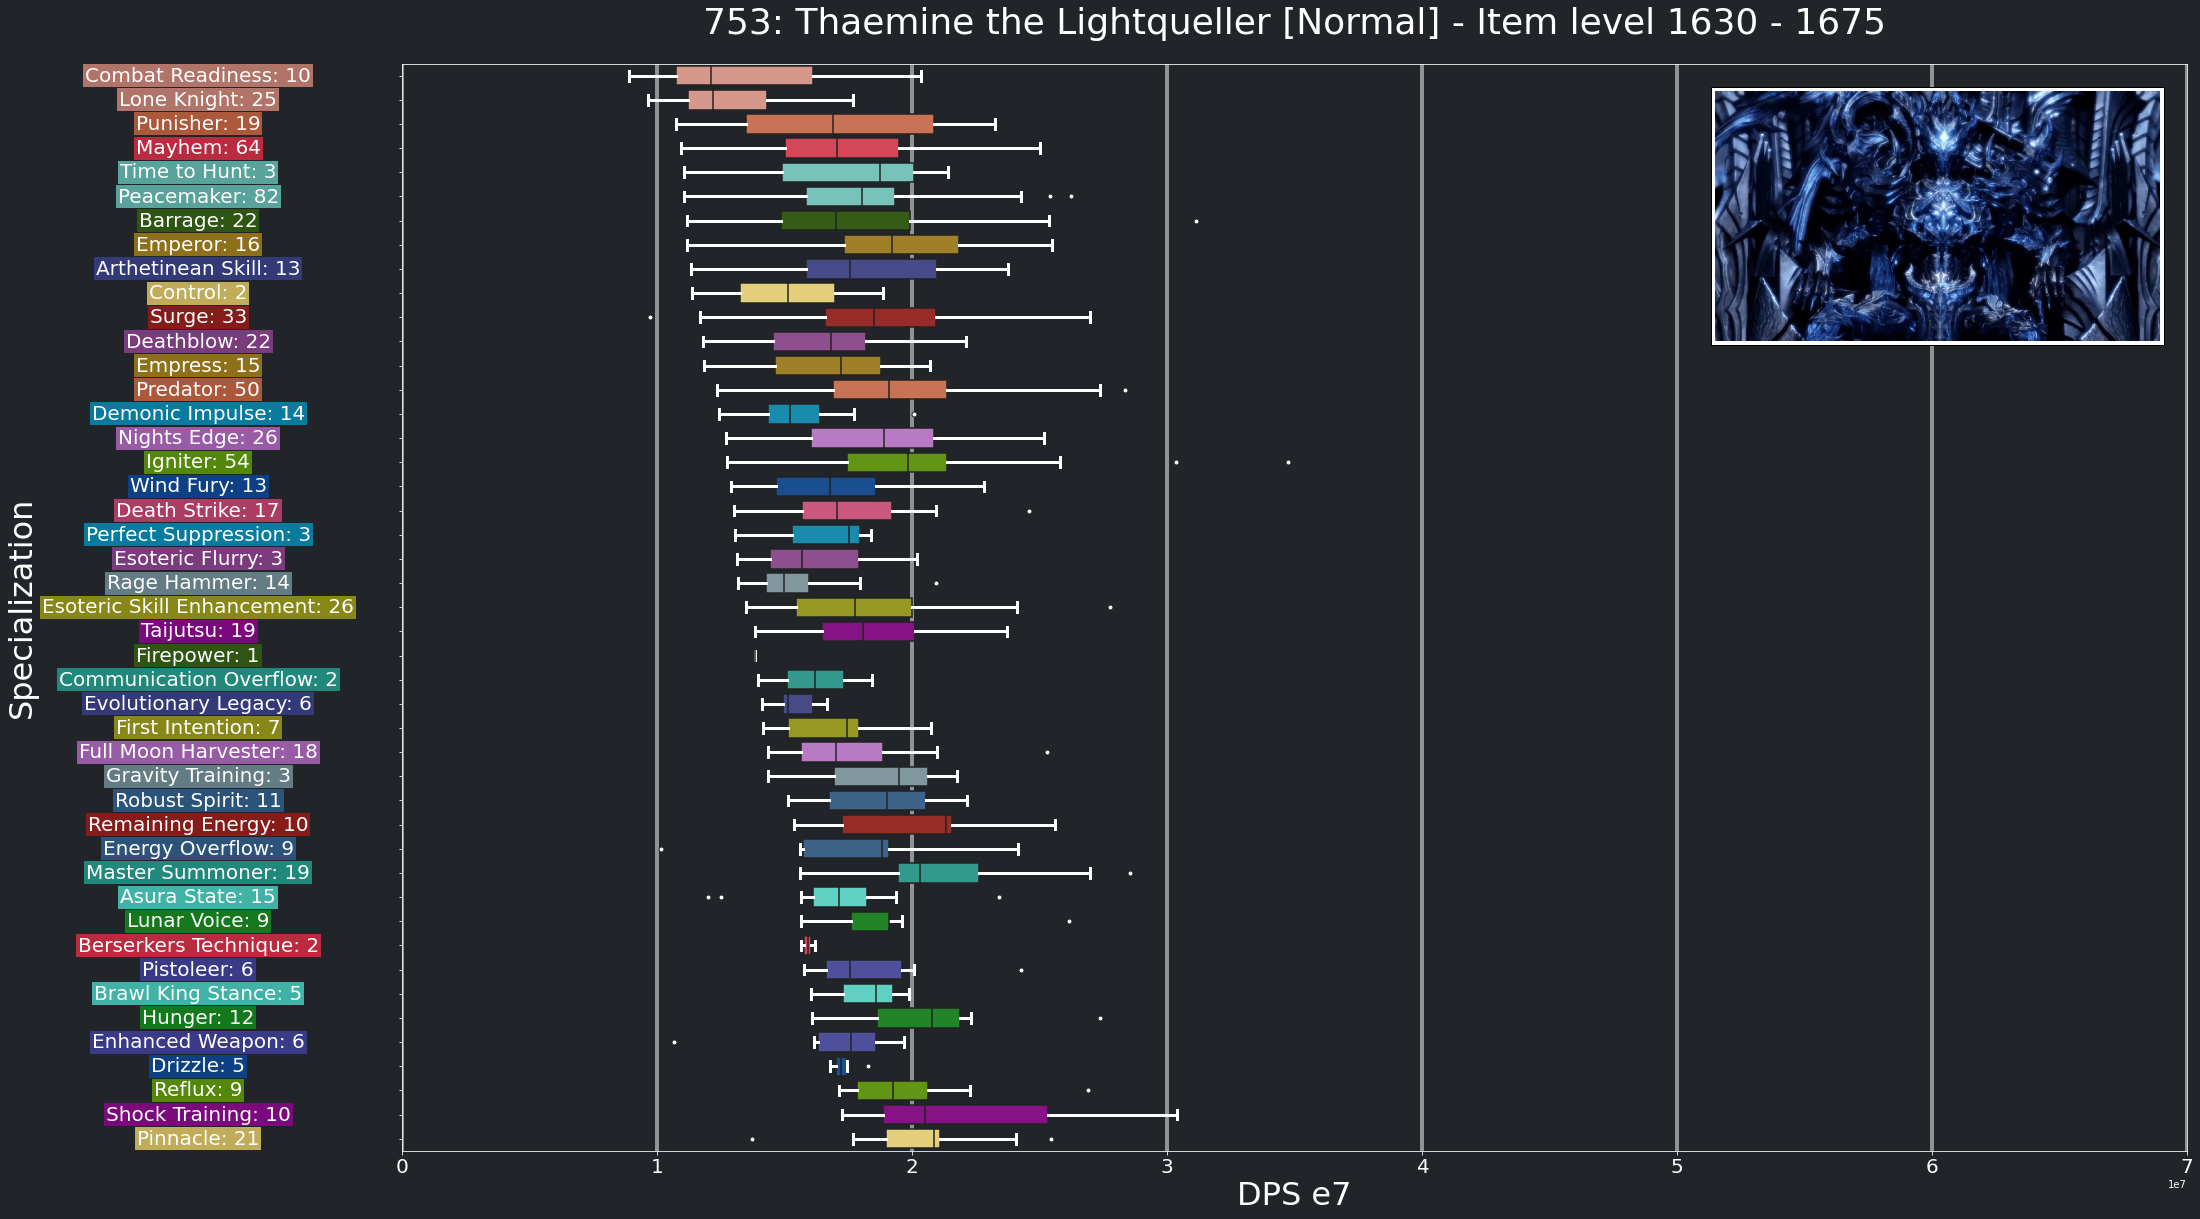 753: Thaemine the Lightqueller [Normal] - Item level 1630 - 1675
Combat Readiness: 10
Lone Knight: 25
Punisher: 19
Mayhem: 64
Time to Hunt: 3
Peacemaker: 82
Barrage: 22
Emperor: 16
Arthetinean Skill: 13
Control: 2
Surge: 33
Deathblow: 22
Empress: 15
Predator: 50
Demonic Impulse: 14
Nights Edge: 26
Igniter: 54
Wind Fury: 13
Death Strike: 17
Perfect Suppression: 3
Esoteric Flurry: 3
Rage Hammer: 14
Esoteric Skill Enhancement: 26
Taijutsu: 19
Firepower: 1
Communication Overflow: 2
Evolutionary Legacy: 6
First Intention: 7
Full Moon Harvester: 18
Gravity Training: 3
Robust Spirit: 11
Remaining Energy: 10
Energy Overflow: 9
Master Summoner: 19
Asura State: 15
Lunar Voice: 9
Berserkers Technique: 2
Pistoleer: 6
Brawl King Stance: 5
Hunger: 12
Enhanced Weapon: 6
Drizzle: 5
Reflux: 9
Shock Training: 10
Pinnacle: 21
Specialization
0 1 2 3 4 5 6 7
1e7
DPS e7